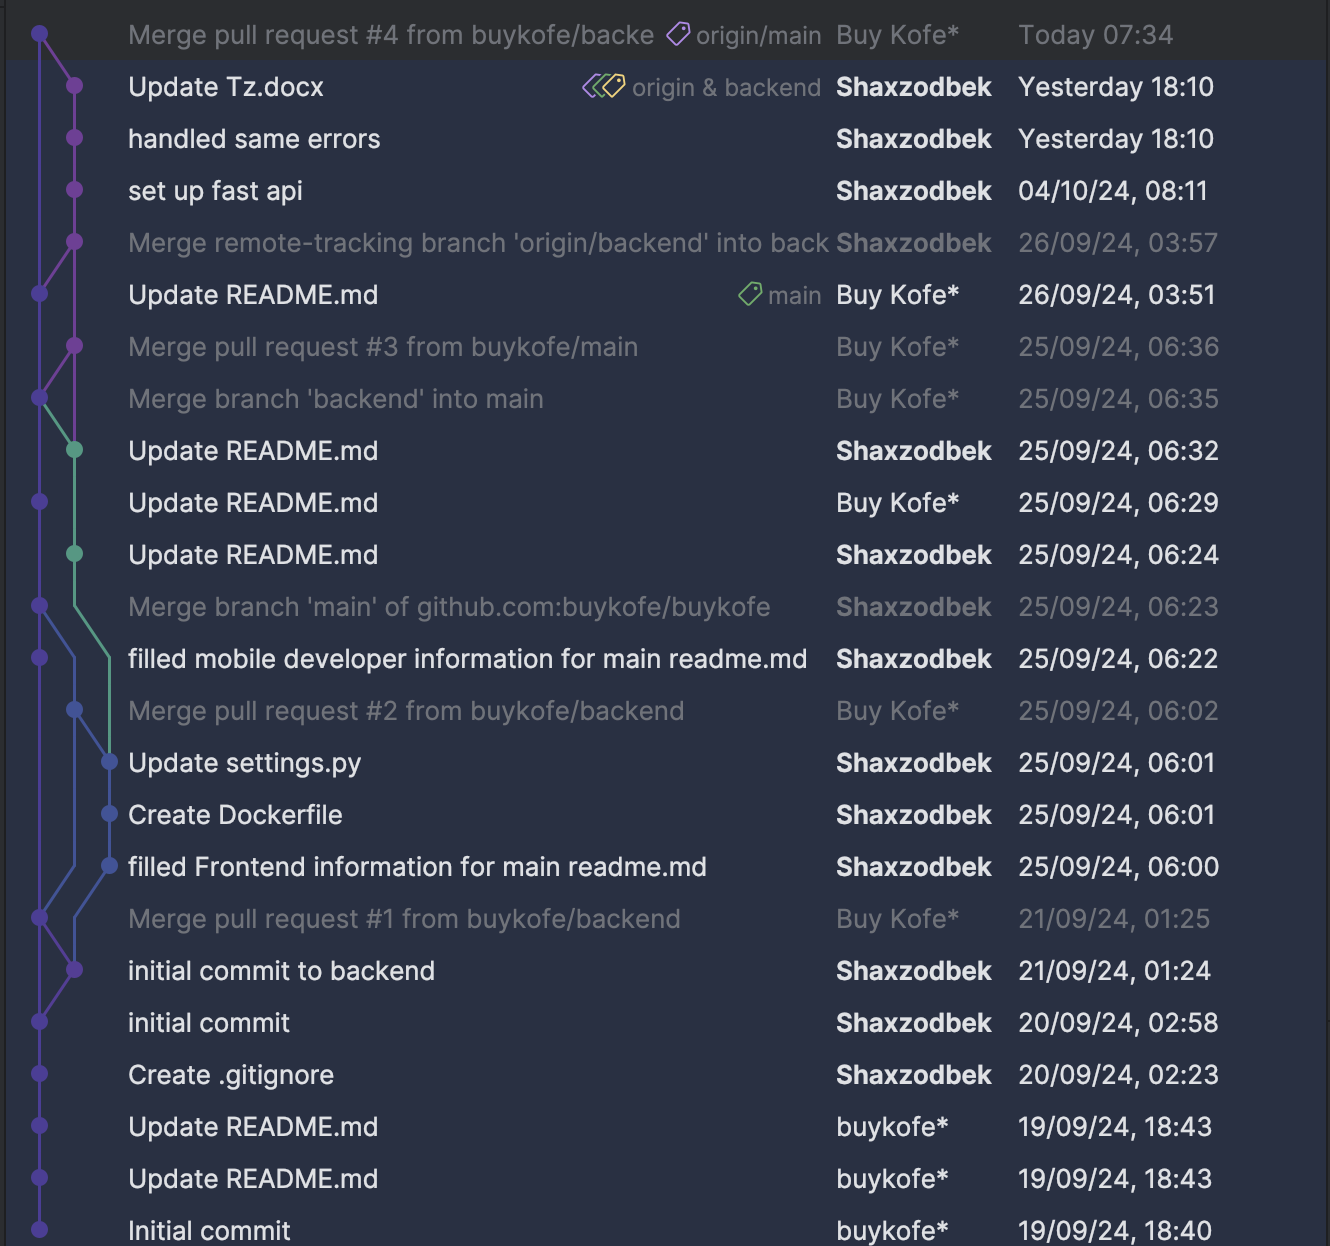 Merge pull request #4 from buykofe/backe origin/main Buy Kofe* Today 07:34
Update Tz.docx origin & backend Shaxzodbek Yesterday 18:10
handled same errors Shaxzodbek Yesterday 18:10
set up fast api Shaxzodbek 04/10/24, 08:11
Merge remote-tracking branch 'origin/backend' into back Shaxzodbek 26/09/24, 03:57
Update README.md main Buy Kofe* 26/09/24, 03:51
Merge pull request #3 from buykofe/main Buy Kofe* 25/09/24, 06:36
Merge branch 'backend' into main Buy Kofe* 25/09/24, 06:35
Update README.md Shaxzodbek 25/09/24, 06:32
Update README.md Buy Kofe* 25/09/24, 06:29
Update README.md Shaxzodbek 25/09/24, 06:24
Merge branch 'main' of github.com:buykofe/buykofe Shaxzodbek 25/09/24, 06:23
filled mobile developer information for main readme.md Shaxzodbek 25/09/24, 06:22
Merge pull request #2 from buykofe/backend Buy Kofe* 25/09/24, 06:02
Update settings.py Shaxzodbek 25/09/24, 06:01
Create Dockerfile Shaxzodbek 25/09/24, 06:01
filled Frontend information for main readme.md Shaxzodbek 25/09/24, 06:00
Merge pull request #1 from buykofe/backend Buy Kofe* 21/09/24, 01:25
initial commit to backend Shaxzodbek 21/09/24, 01:24
initial commit Shaxzodbek 20/09/24, 02:58
Create .gitignore Shaxzodbek 20/09/24, 02:23
Update README.md buykofe* 19/09/24, 18:43
Update README.md buykofe* 19/09/24, 18:43
Initial commit buykofe* 19/09/24, 18:40